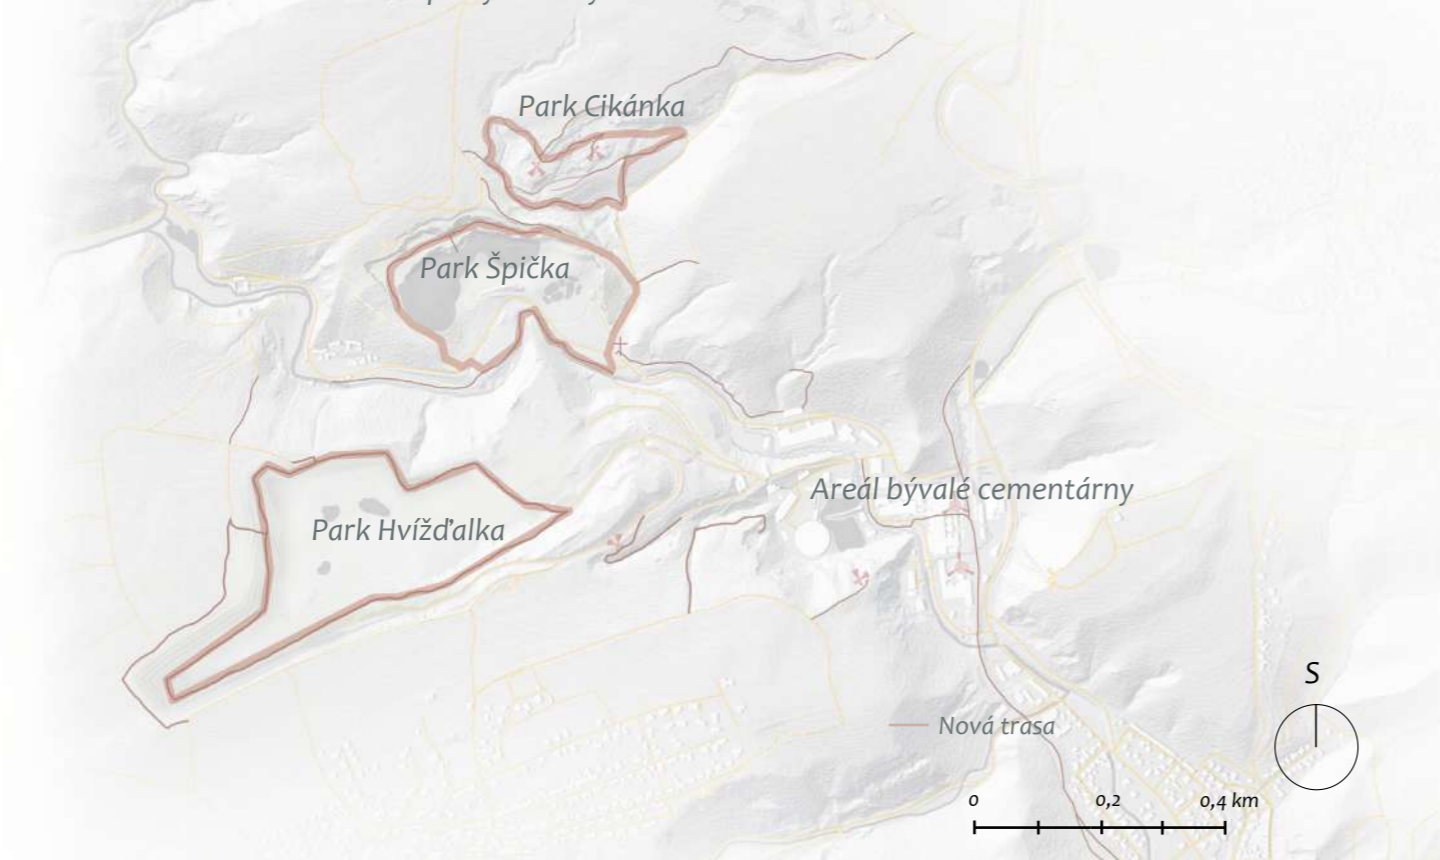 Park Cikánka
Park Špička
Areál bývalé cementárny
Park Hvížďalka
S
Nová trasa
0 0,2 0,4 km